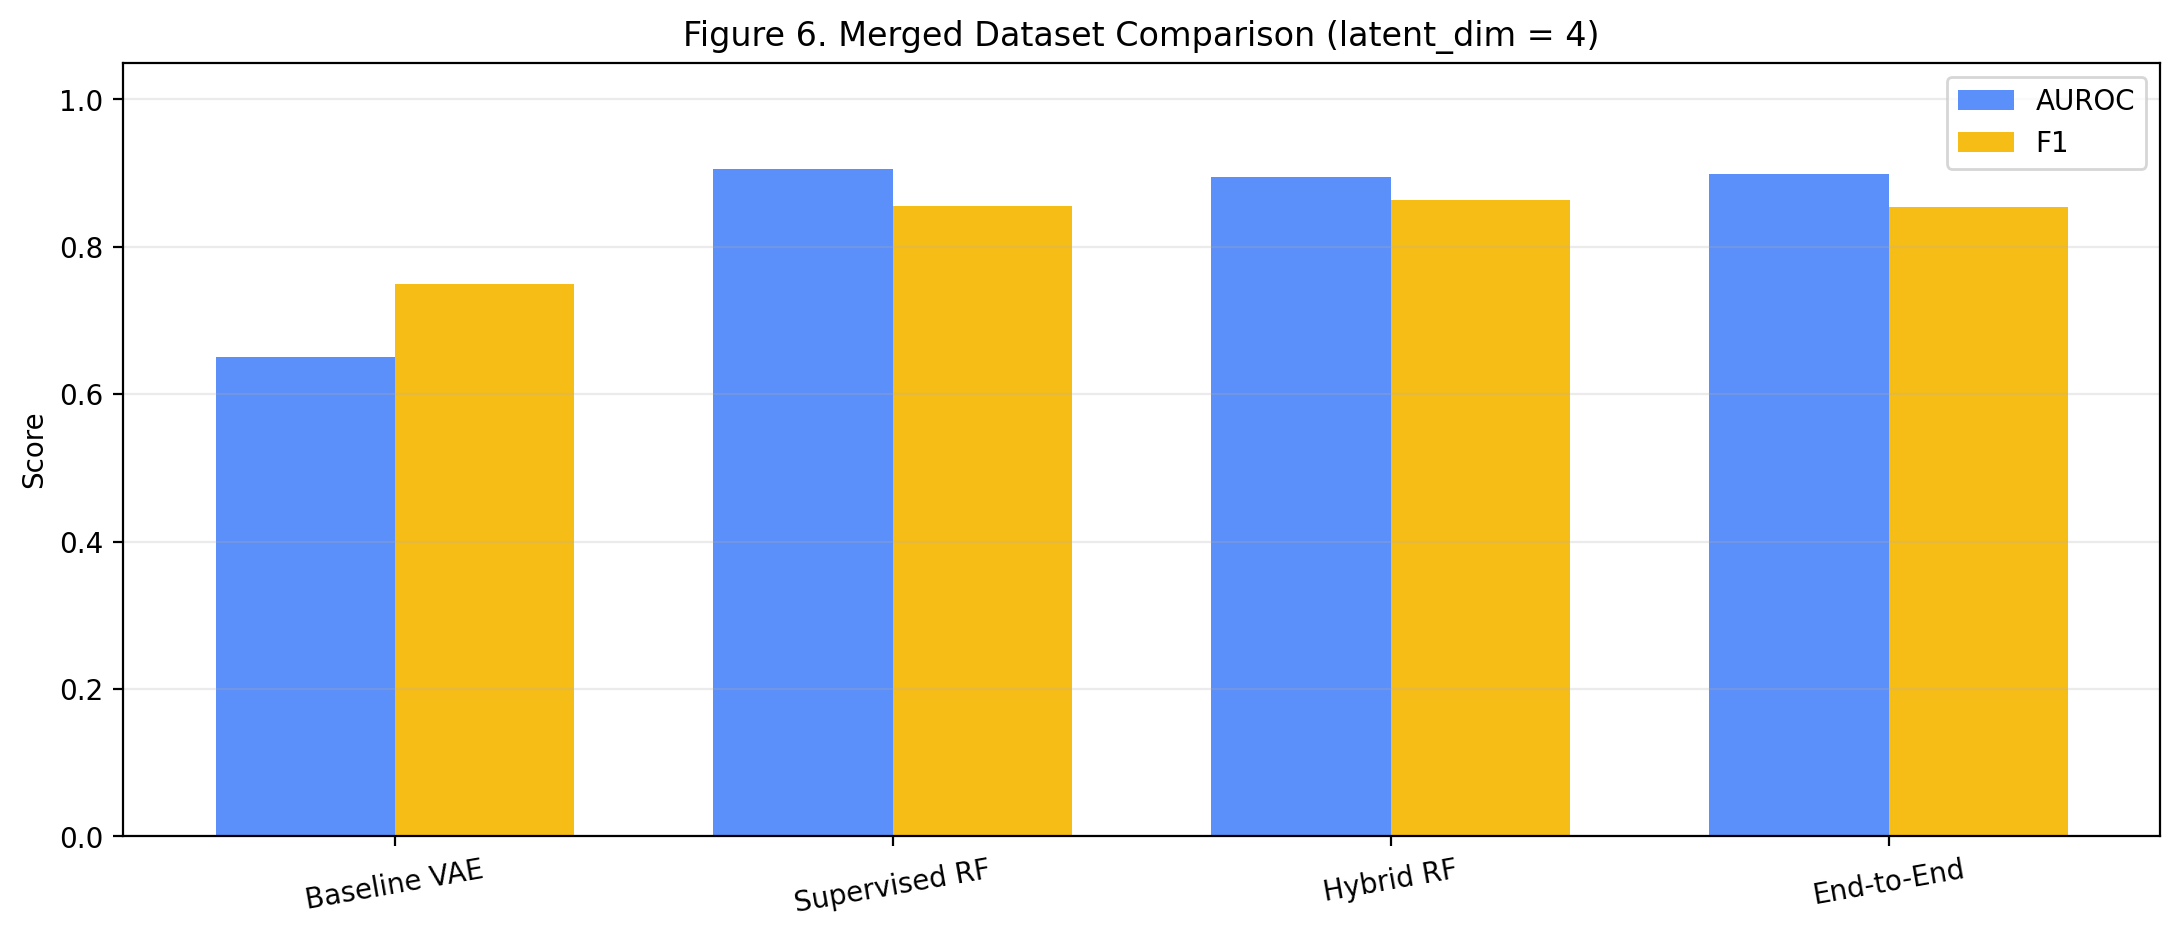 Figure 6. Merged Dataset Comparison (latent_dim = 4)
AUROC
F1
Score
1.0
0.8
0.6
0.4
0.2
0.0
Baseline VAE
Supervised RF
Hybrid RF
End-to-End